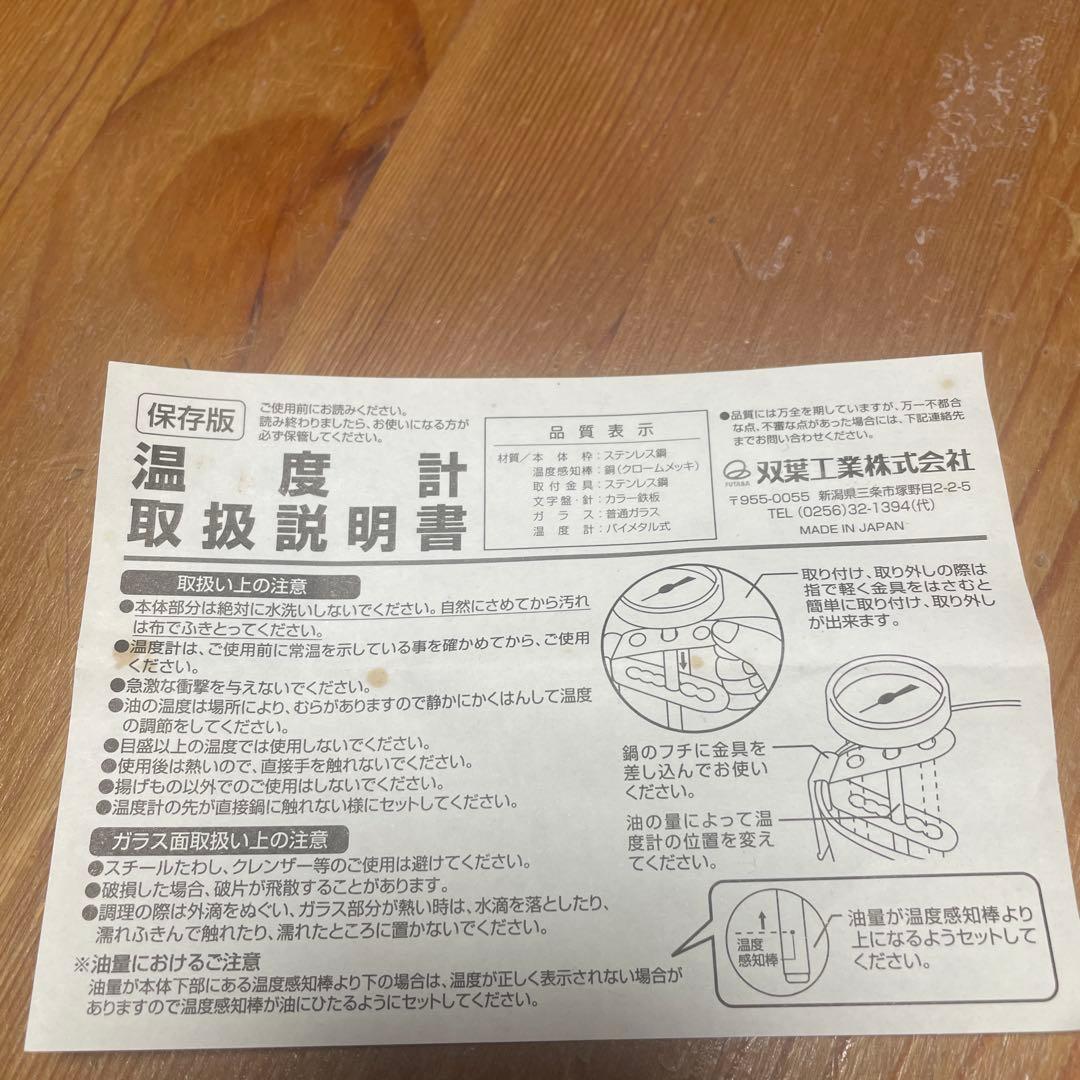 保存版
ご使用前にお読みください。
読み終わりましたら、お使いになる方が
必ず保管してください。
温度計
取扱説明書
品質表示
材質/本体枠:ステンレス鋼
温度感知棒:銅(クロームメッキ)
取付金具:ステンレス鋼
文字盤・針:カラー鉄板
ガラス:普通ガラス
温度計:バイメタル式
●品質には万全を期していますが、万一不都合
な点、不審な点があった場合には、下記連絡先
までお問い合わせください。
FUTABA 双葉工業株式会社
〒955-0055 新潟県三条市塚野目2-2-5
TEL (0256)32-1394(代)
MADE IN JAPAN
取扱い上の注意
●本体部分は絶対に水洗いしないでください。自然にさめてから汚れ
は布でふきとってください。
●温度計は、ご使用前に常温を示している事を確かめてから、ご使用
ください。
●急激な衝撃を与えないでください。
●油の温度は場所により、むらがありますので静かにかくはんして温度
の調節をしてください。
●目盛以上の温度では使用しないでください。
●使用後は熱いので、直接手を触れないでください。
●揚げもの以外でのご使用はしないでください。
●温度計の先が直接鍋に触れない様にセットしてください。
ガラス面取扱い上の注意
●スチールたわし、クレンザー等のご使用は避けてください。
●破損した場合、破片が飛散することがあります。
●調理の際は外滴をぬぐい、ガラス部分が熱い時は、水滴を落としたり、
濡れふきんで触れたり、濡れたところに置かないでください。
※油量におけるご注意
油量が本体下部にある温度感知棒より下の場合は、温度が正しく表示されない場合が
ありますので温度感知棒が油にひたるようにセットしてください。
取り付け、取り外しの際は
指で軽く金具をはさむと
簡単に取り付け、取り外し
が出来ます。
鍋のフチに金具を
差し込んでお使い
ください。
油の量によって温
度計の位置を変え
てください。
温度
感知棒
油量が温度感知棒より
上になるようセットして
ください。